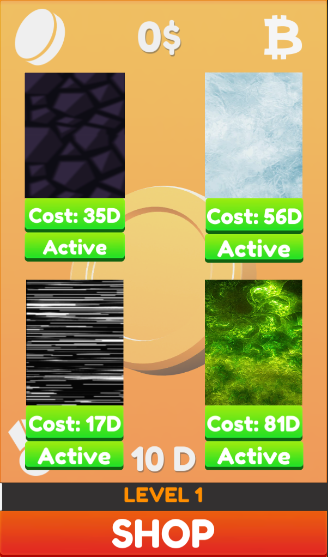 0$
Cost: 35D
Cost: 56D
Active
Active
Cost: 17D
Cost: 81D
Active
10 D
Active
LEVEL 1
SHOP